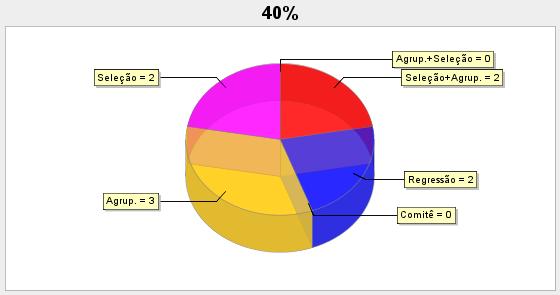 40%
Agrup.+Seleção = 0
Seleção = 2
Seleção+Agrup. = 2
Regressão = 2
Agrup. = 3
Comitê = 0